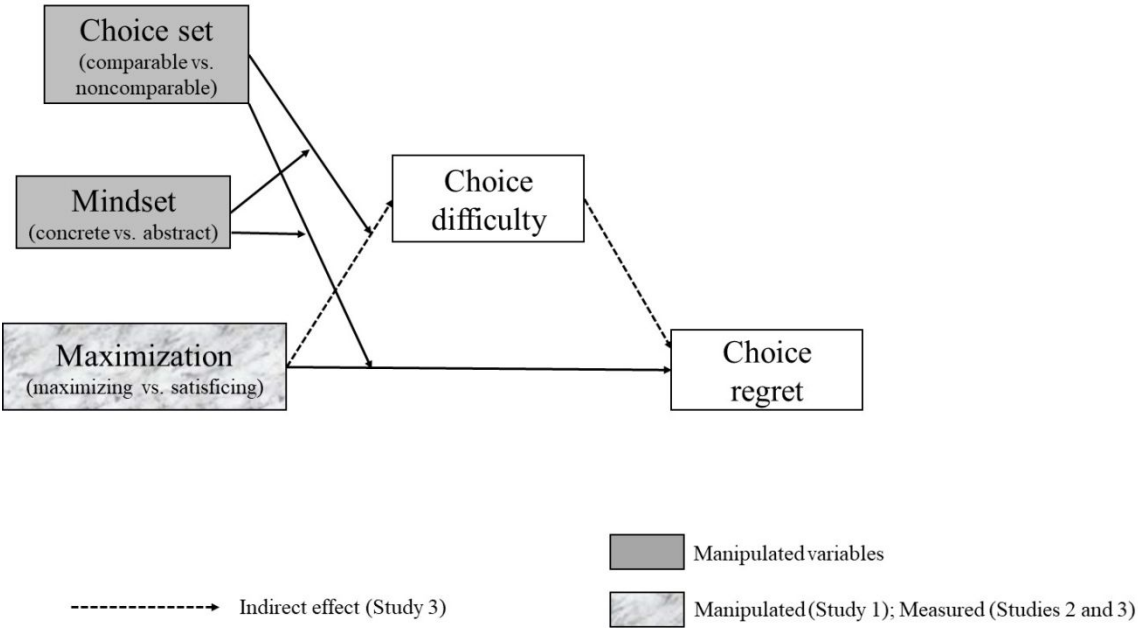 Choice set
(comparable vs.
noncomparable)
Mindset
(concrete vs. abstract)
Maximization
(maximizing vs. satisficing)
Choice
difficulty
Choice
regret
Manipulated variables
Indirect effect (Study 3)
Manipulated (Study 1); Measured (Studies 2 and 3)